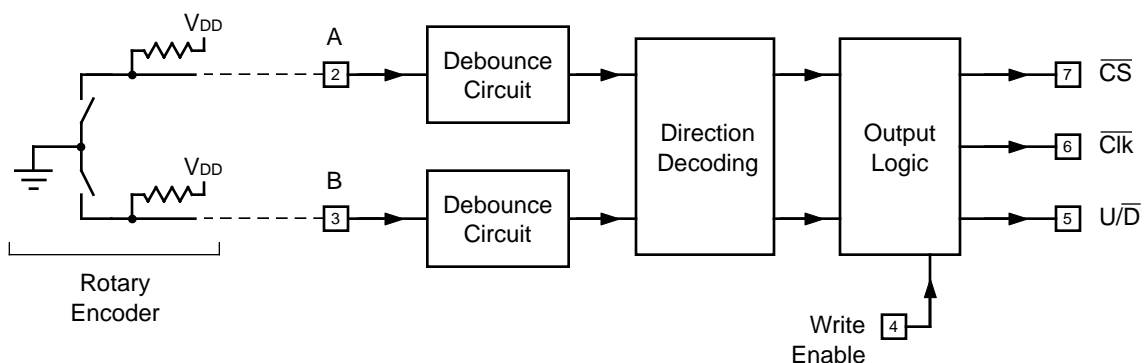 VDD
A
2
Debounce
Circuit
Direction
Decoding
Output
Logic
7
CS
6
Clk
VDD
B
3
Debounce
Circuit
5
U/D
Rotary
Encoder
Write
Enable
4